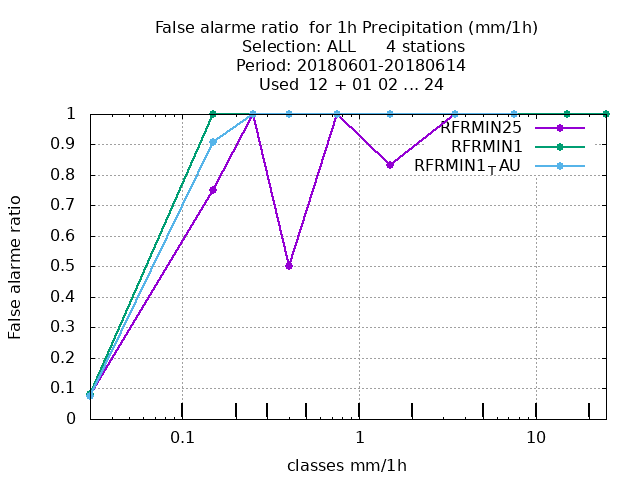 False alarme ratio  for 1h Precipitation (mm/1h)
Selection: ALL      4 stations
Period: 20180601-20180614
Used  12 + 01 02 ... 24
RFRMIN25
RFRMIN1
RFRMIN1TAU
False alarme ratio
1
0.9
0.8
0.7
0.6
0.5
0.4
0.3
0.2
0.1
0
0.1 1 10
classes mm/1h